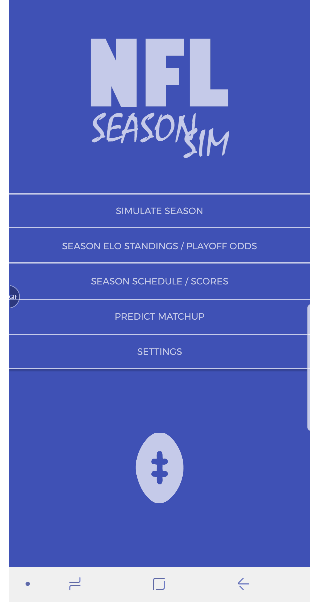 NFL
SEASON
SIM
SIMULATE SEASON
SEASON ELO STANDINGS / PLAYOFF ODDS
SEASON SCHEDULE / SCORES
PREDICT MATCHUP
SETTINGS